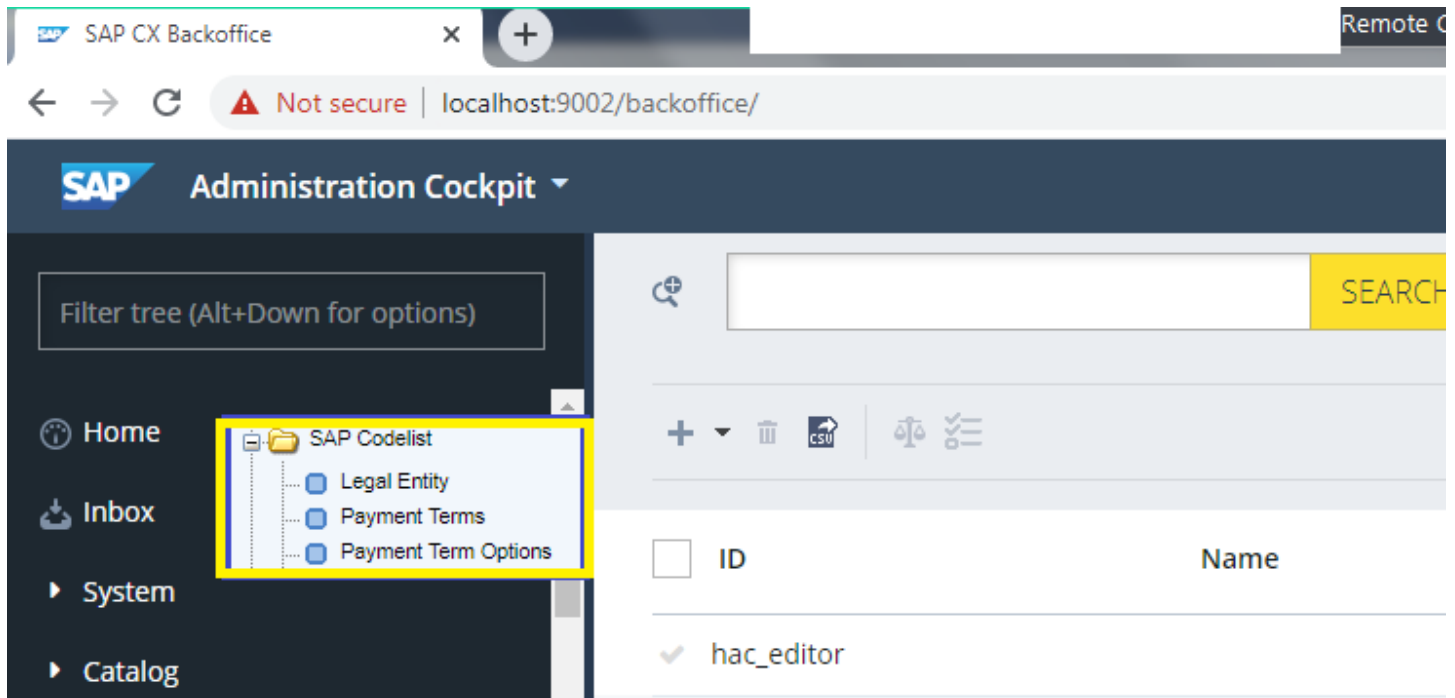 SAP SAP CX Backoffice
Remote C
Not secure localhost:9002/backoffice/
SAP Administration Cockpit
Filter tree (Alt+Down for options)
SEARCH
Home
SAP Codelist
Legal Entity
Inbox
Payment Terms
Payment Term Options
CSV
System
Catalog
ID Name
hac_editor